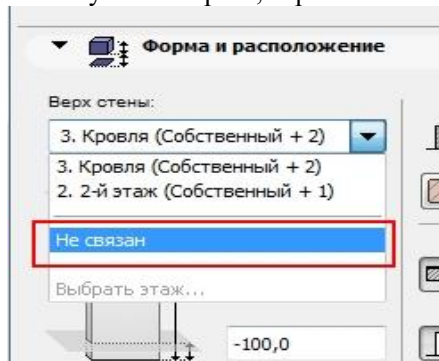 Форма и расположение
Верх стены:
3. Кровля (Собственный + 2)
3. Кровля (Собственный + 2)
2. 2-й этаж (Собственный + 1)
Не связан
Выбрать этаж...
-100,0